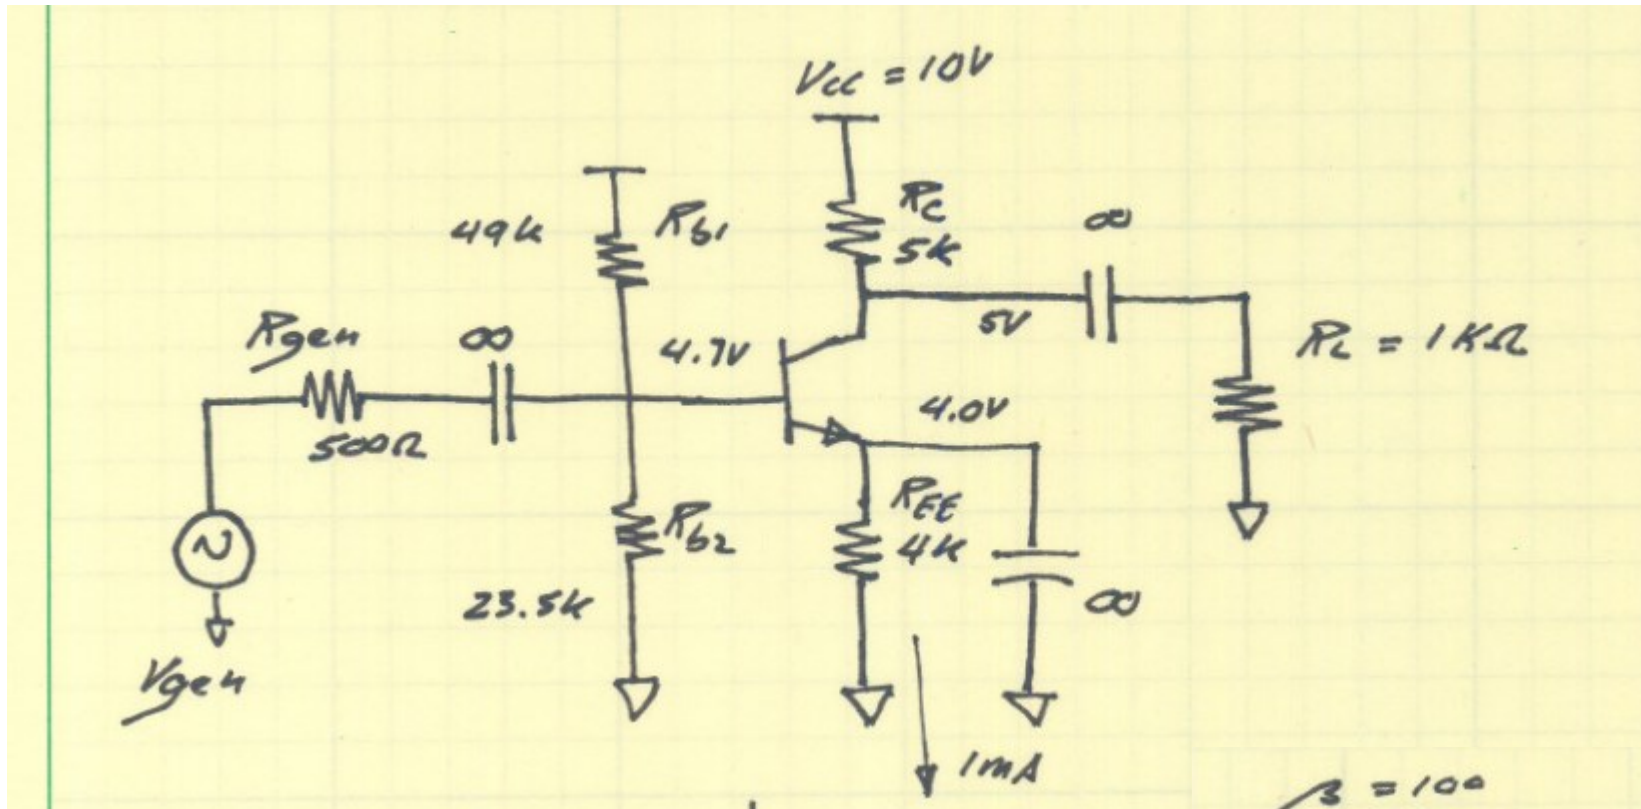 Vcc = 10V
49k
Rb1
Rc
5k
∞
Rgen
∞
4.7V
5V
RL = 1KΩ
500Ω
4.0V
Rb2
REE
4K
23.5k
∞
Vgen
1mA
β = 100